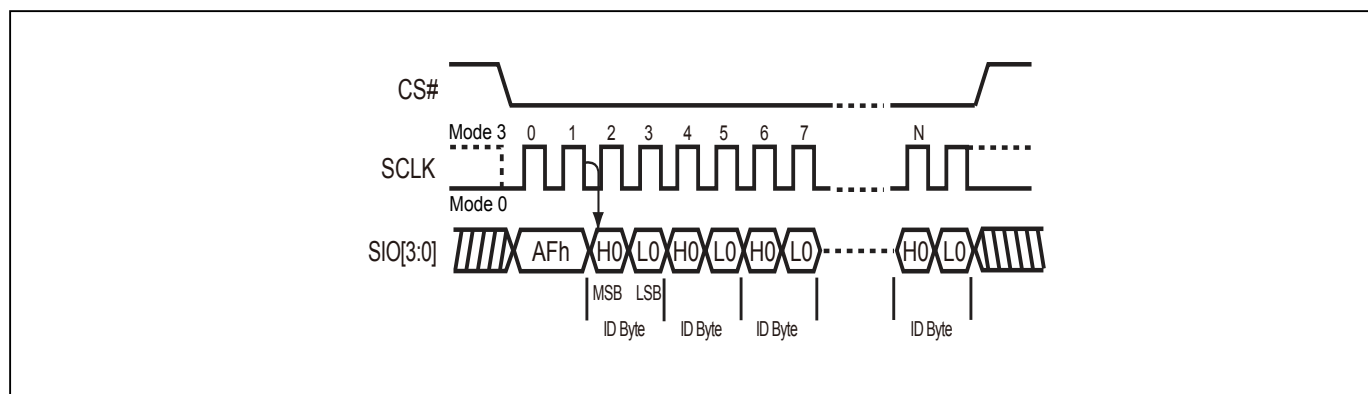 CS#
Mode 3 0 1 2 3 4 5 6 7 N
SCLK
Mode 0
SIO[3:0] AFh H0 L0 H0 L0 H0 L0 H0 L0
MSB LSB
ID Byte ID Byte ID Byte ID Byte